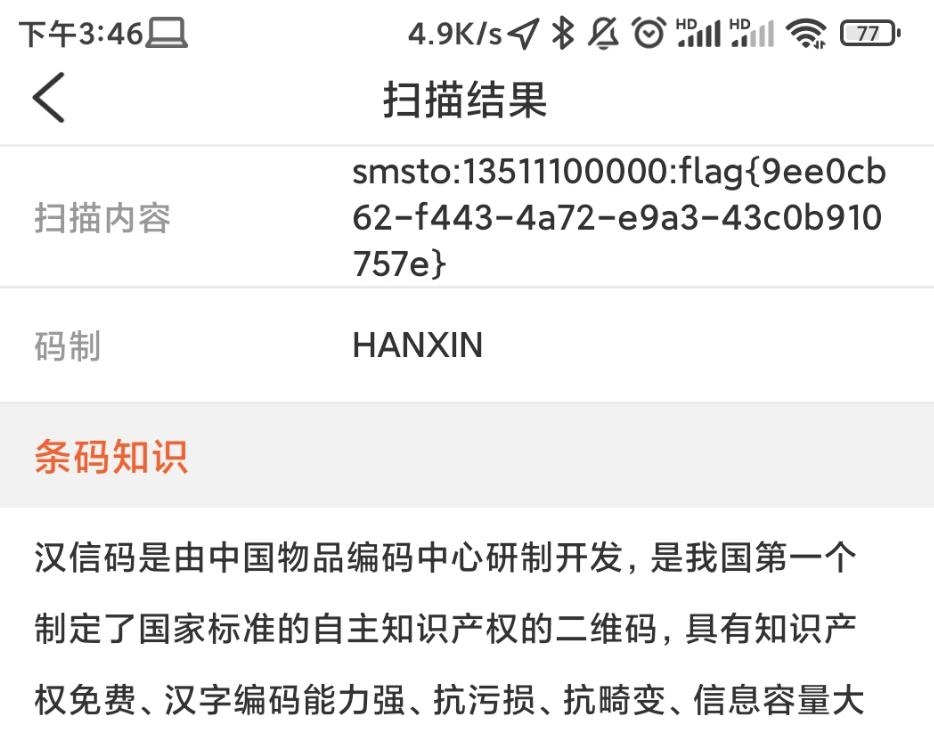 下午3:46 4.9K/s HD HD 77
扫描结果
smsto:13511100000:flag{9ee0cb
扫描内容 62-f443-4a72-e9a3-43c0b910
757e}
码制 HANXIN
条码知识
汉信码是由中国物品编码中心研制开发，是我国第一个
制定了国家标准的自主知识产权的二维码，具有知识产
权免费、汉字编码能力强、抗污损、抗畸变、信息容量大